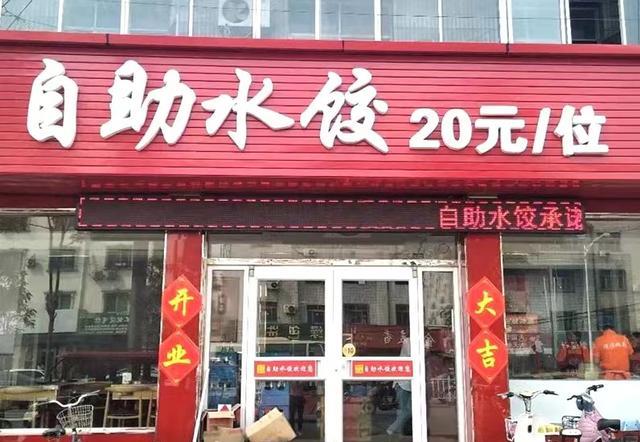 自助水饺 20元/位
自助水饺承诺
开业
大吉
自助水饺欢迎您
自助水饺欢迎您